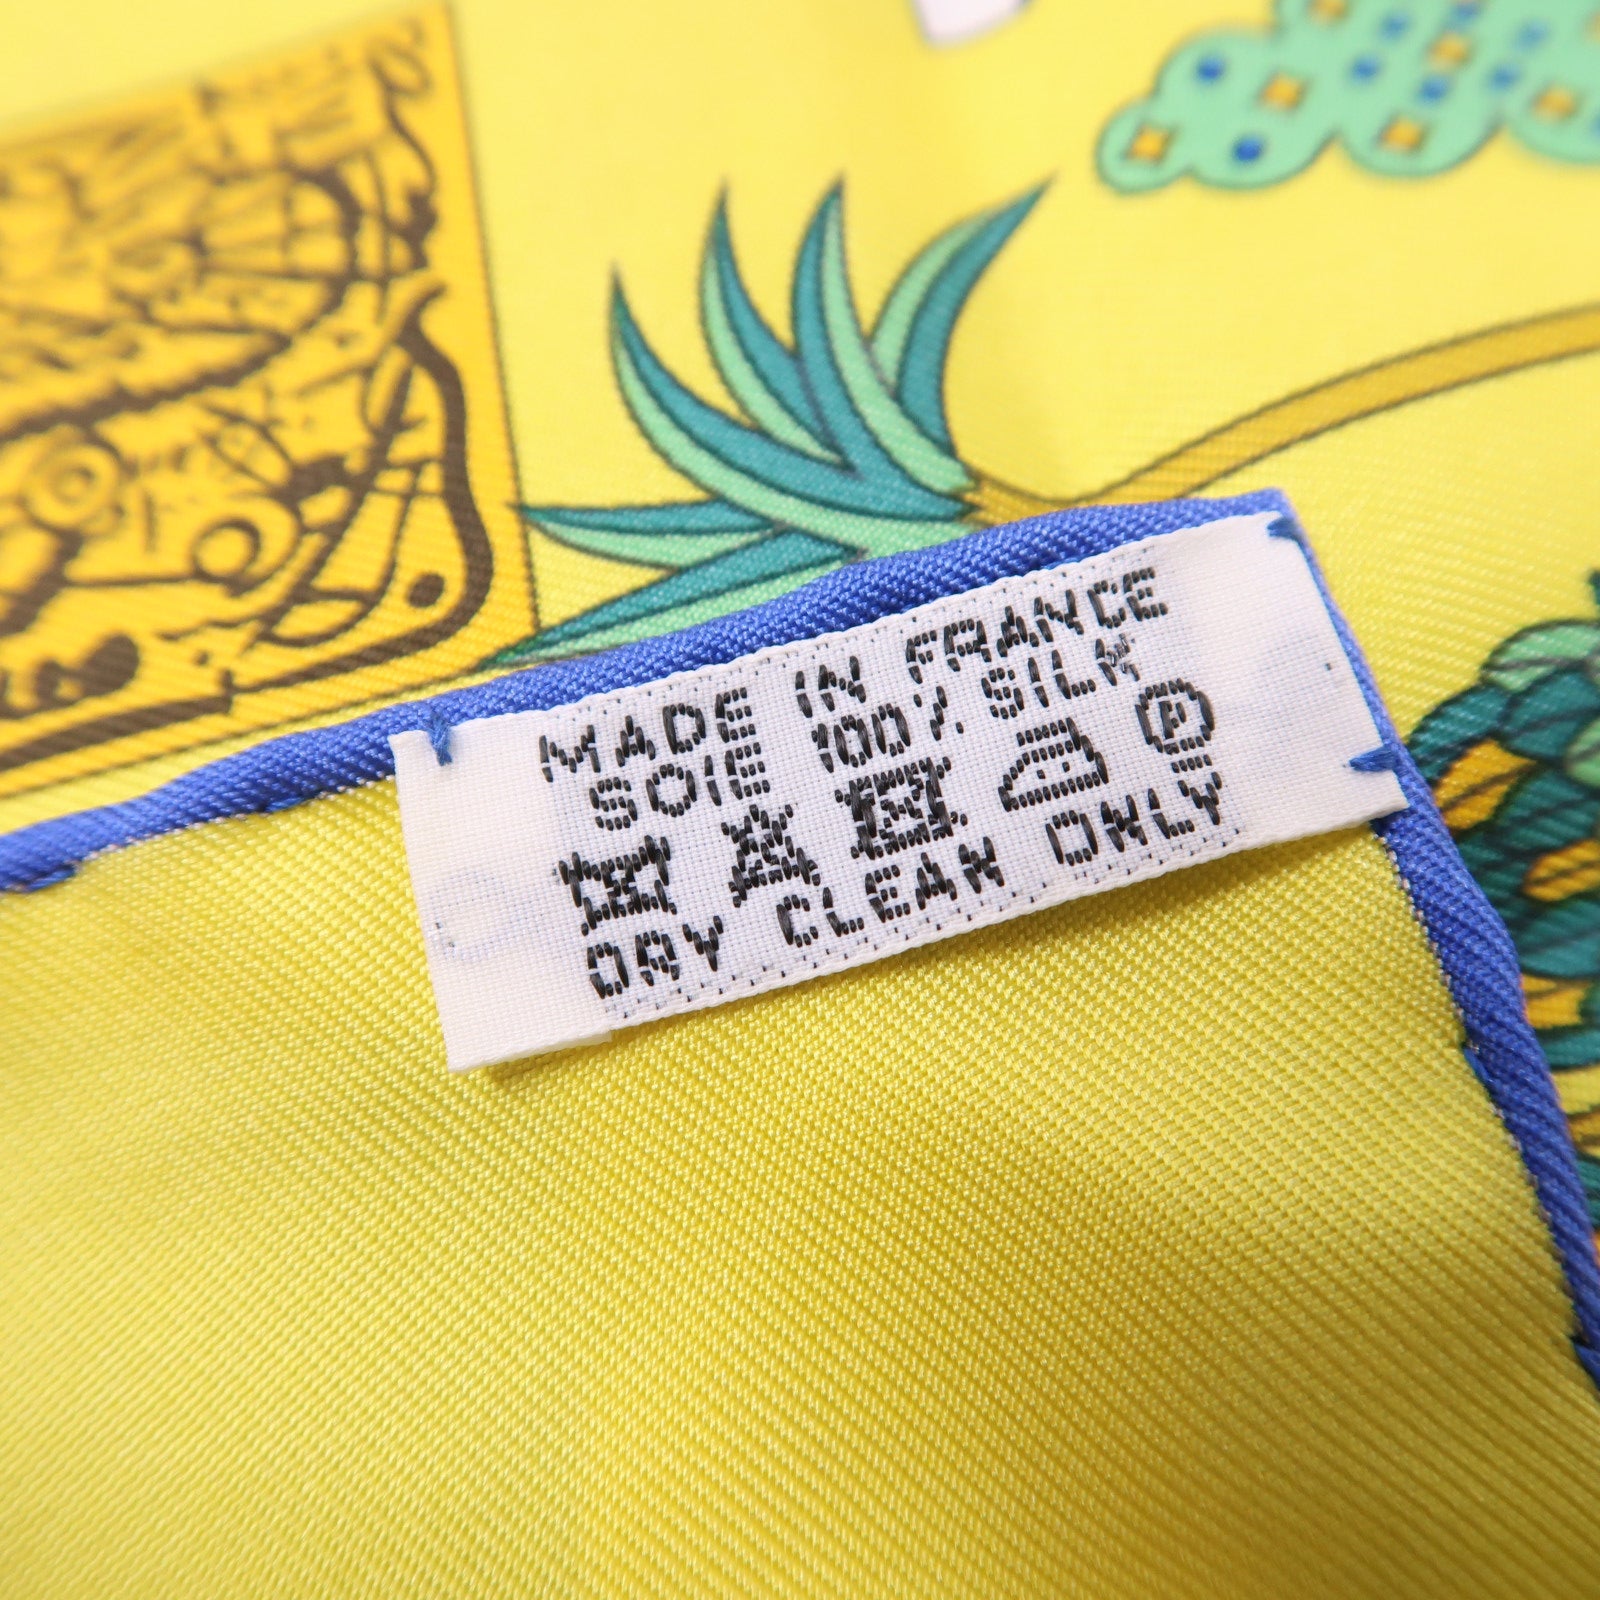 MADE IN FRANCE
SOIE 100% SILK
P
DRY CLEAN ONLY